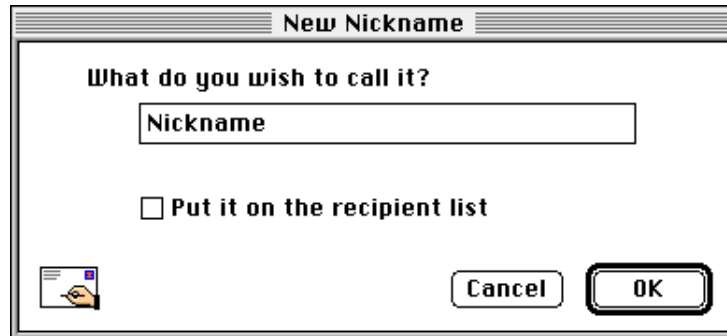 New Nickname
What do you wish to call it?
Nickname
Put it on the recipient list
Cancel OK